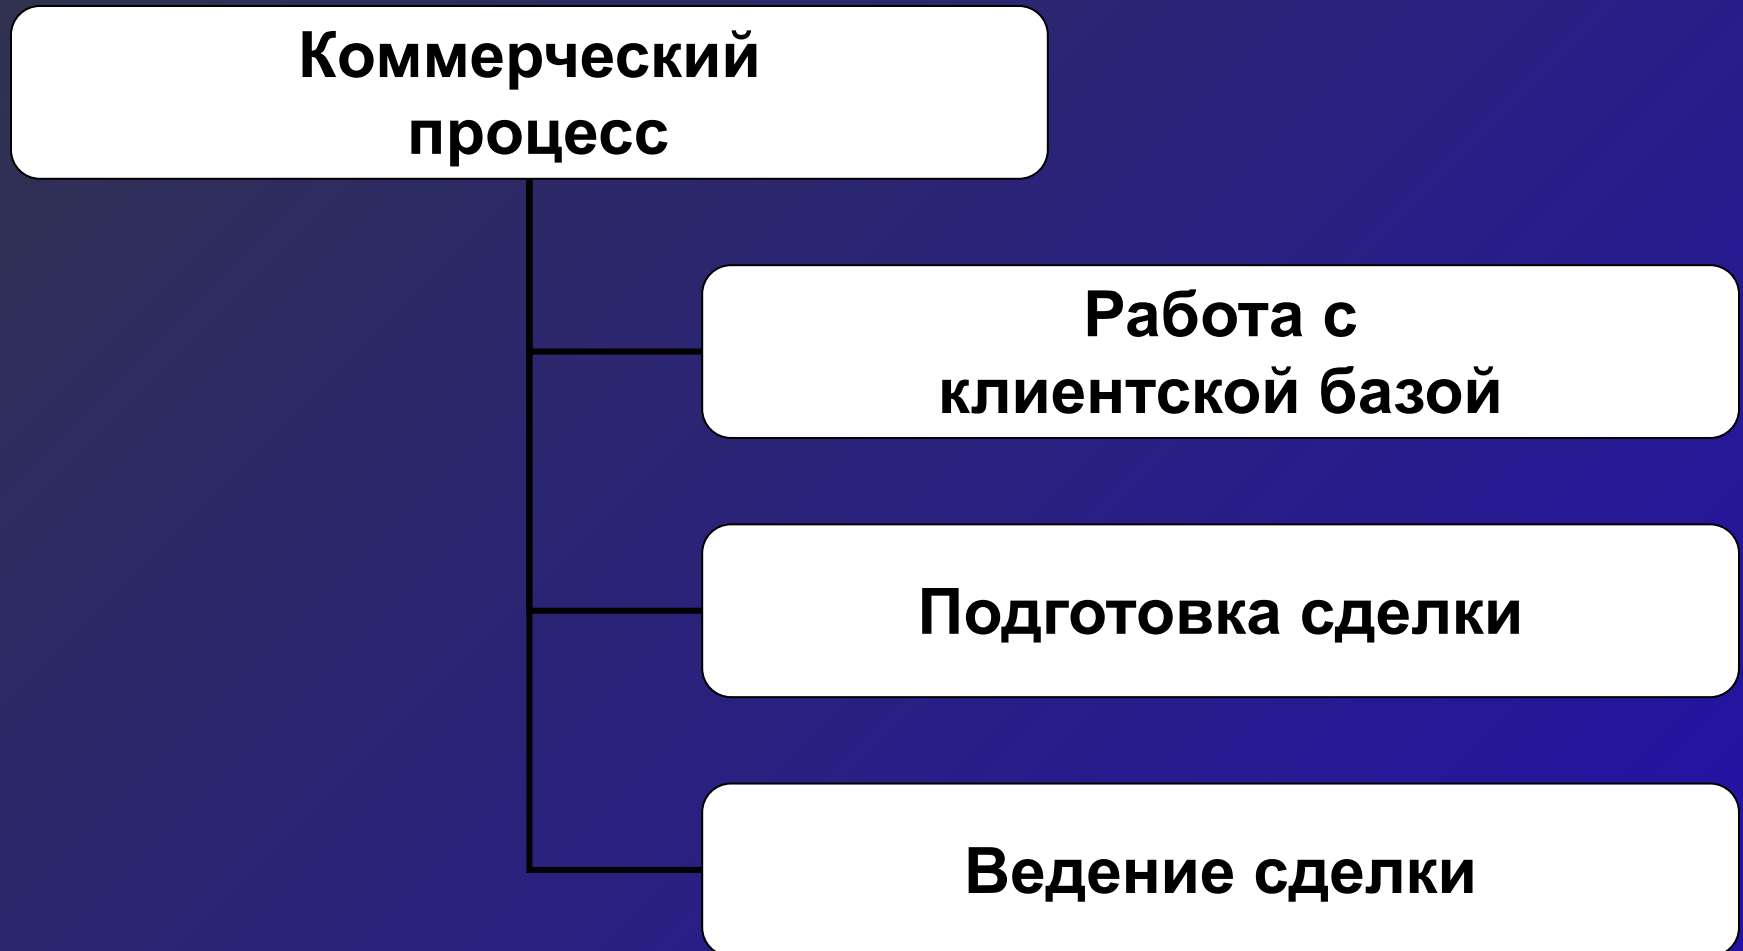 Коммерческий
процесс
Работа с
клиентской базой
Подготовка сделки
Ведение сделки